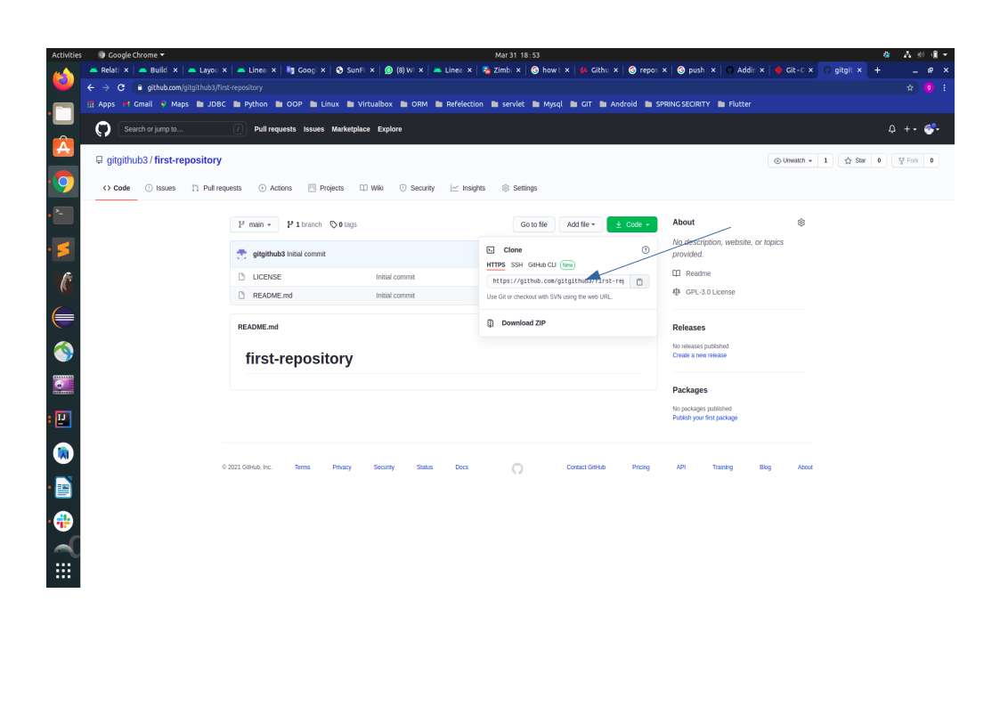 Activities Google Chrome Mar 31 18:53
Relati Build Layou Linea Googl SunFi (8) W Linea Zimb how t Githu repos push Addin Git - G gitgit
github.com/gitgithub3/first-repository
Apps Gmail Maps JDBC Python OOP Linux Virtualbox ORM Refelection servlet Mysql GIT Android SPRING SECIRITY Flutter
Search or jump to... / Pull requests Issues Marketplace Explore
gitgithub3 / first-repository Unwatch 1 Star 0 Fork 0
Code Issues Pull requests Actions Projects Wiki Security Insights Settings
main 1 branch 0 tags Go to file Add file Code About
No description, website, or topics
provided.
gitgithub3 Initial commit Clone
HTTPS SSH GitHub CLI New
LICENSE Initial commit https://github.com/gitgithub3/first-rep Readme
README.md Initial commit Use Git or checkout with SVN using the web URL. GPL-3.0 License
Download ZIP
README.md Releases
No releases published
Create a new release
first-repository
Packages
No packages published
Publish your first package
© 2021 GitHub, Inc. Terms Privacy Security Status Docs Contact GitHub Pricing API Training Blog About